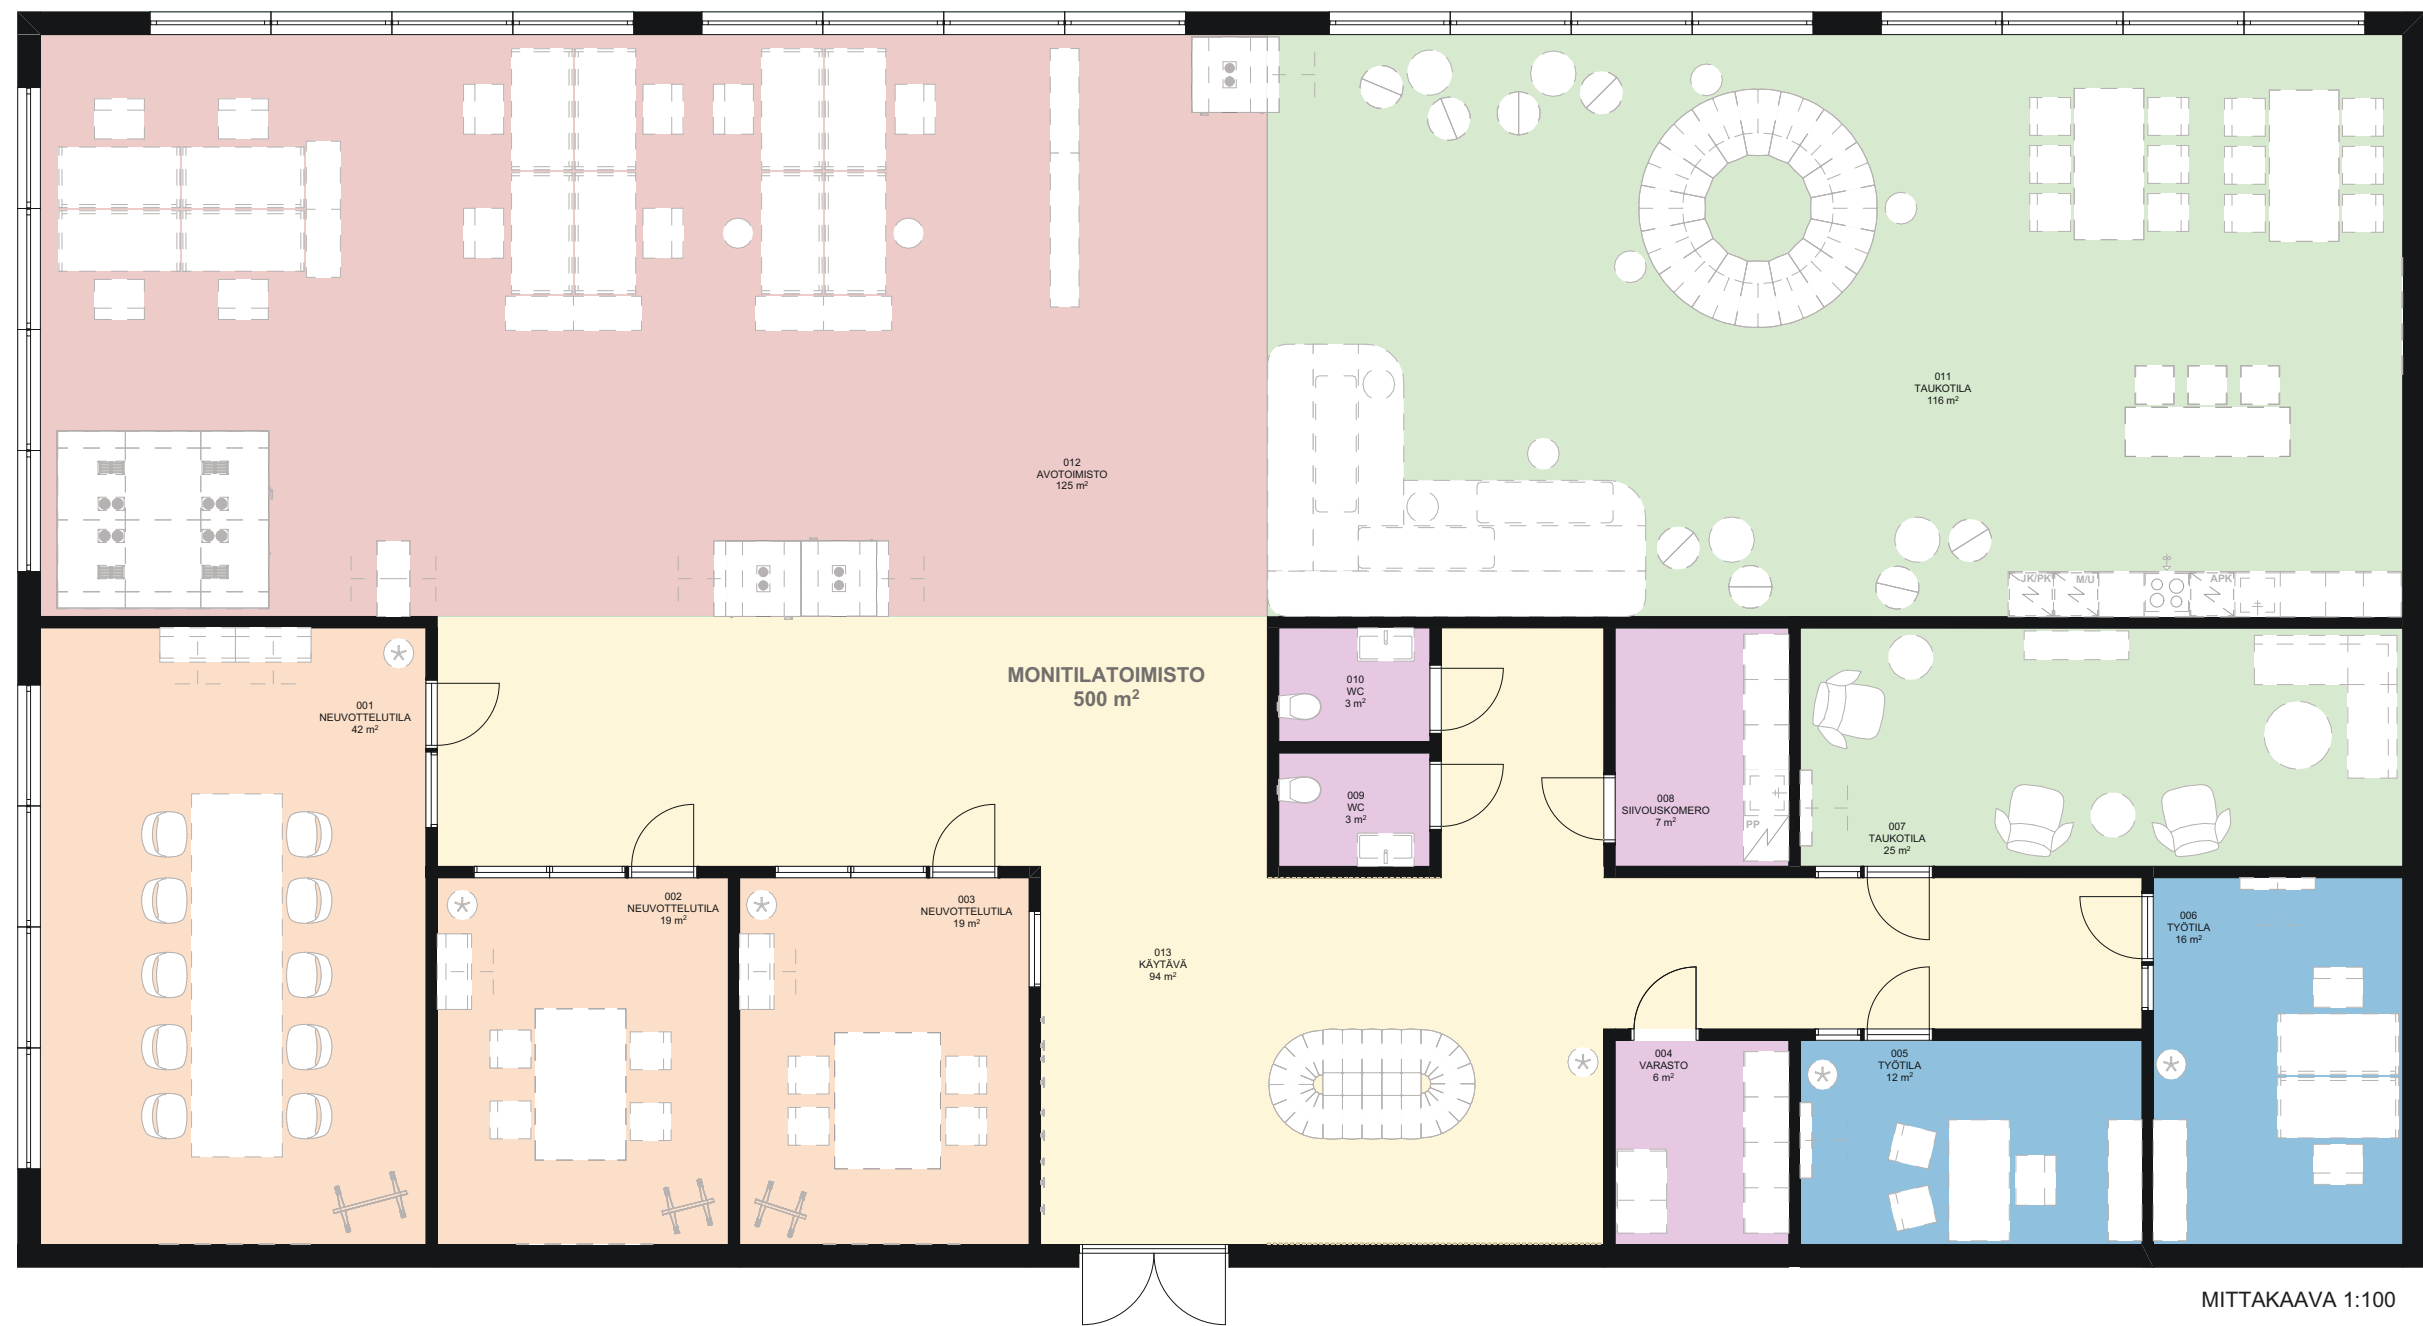 011
TAUKOTILA
116 m²
012
AVOTOIMISTO
125 m²
JK/PK
M/U
APK
MONITILATOIMISTO
500 m²
001
NEUVOTTELUTILA
42 m²
010
WC
3 m²
009
WC
3 m²
008
SIIVOUSKOMERO
7 m²
PP
007
TAUKOTILA
25 m²
002
NEUVOTTELUTILA
19 m²
003
NEUVOTTELUTILA
19 m²
013
KÄYTÄVÄ
94 m²
006
TYÖTILA
16 m²
004
VARASTO
6 m²
005
TYÖTILA
12 m²
MITTAKAAVA 1:100